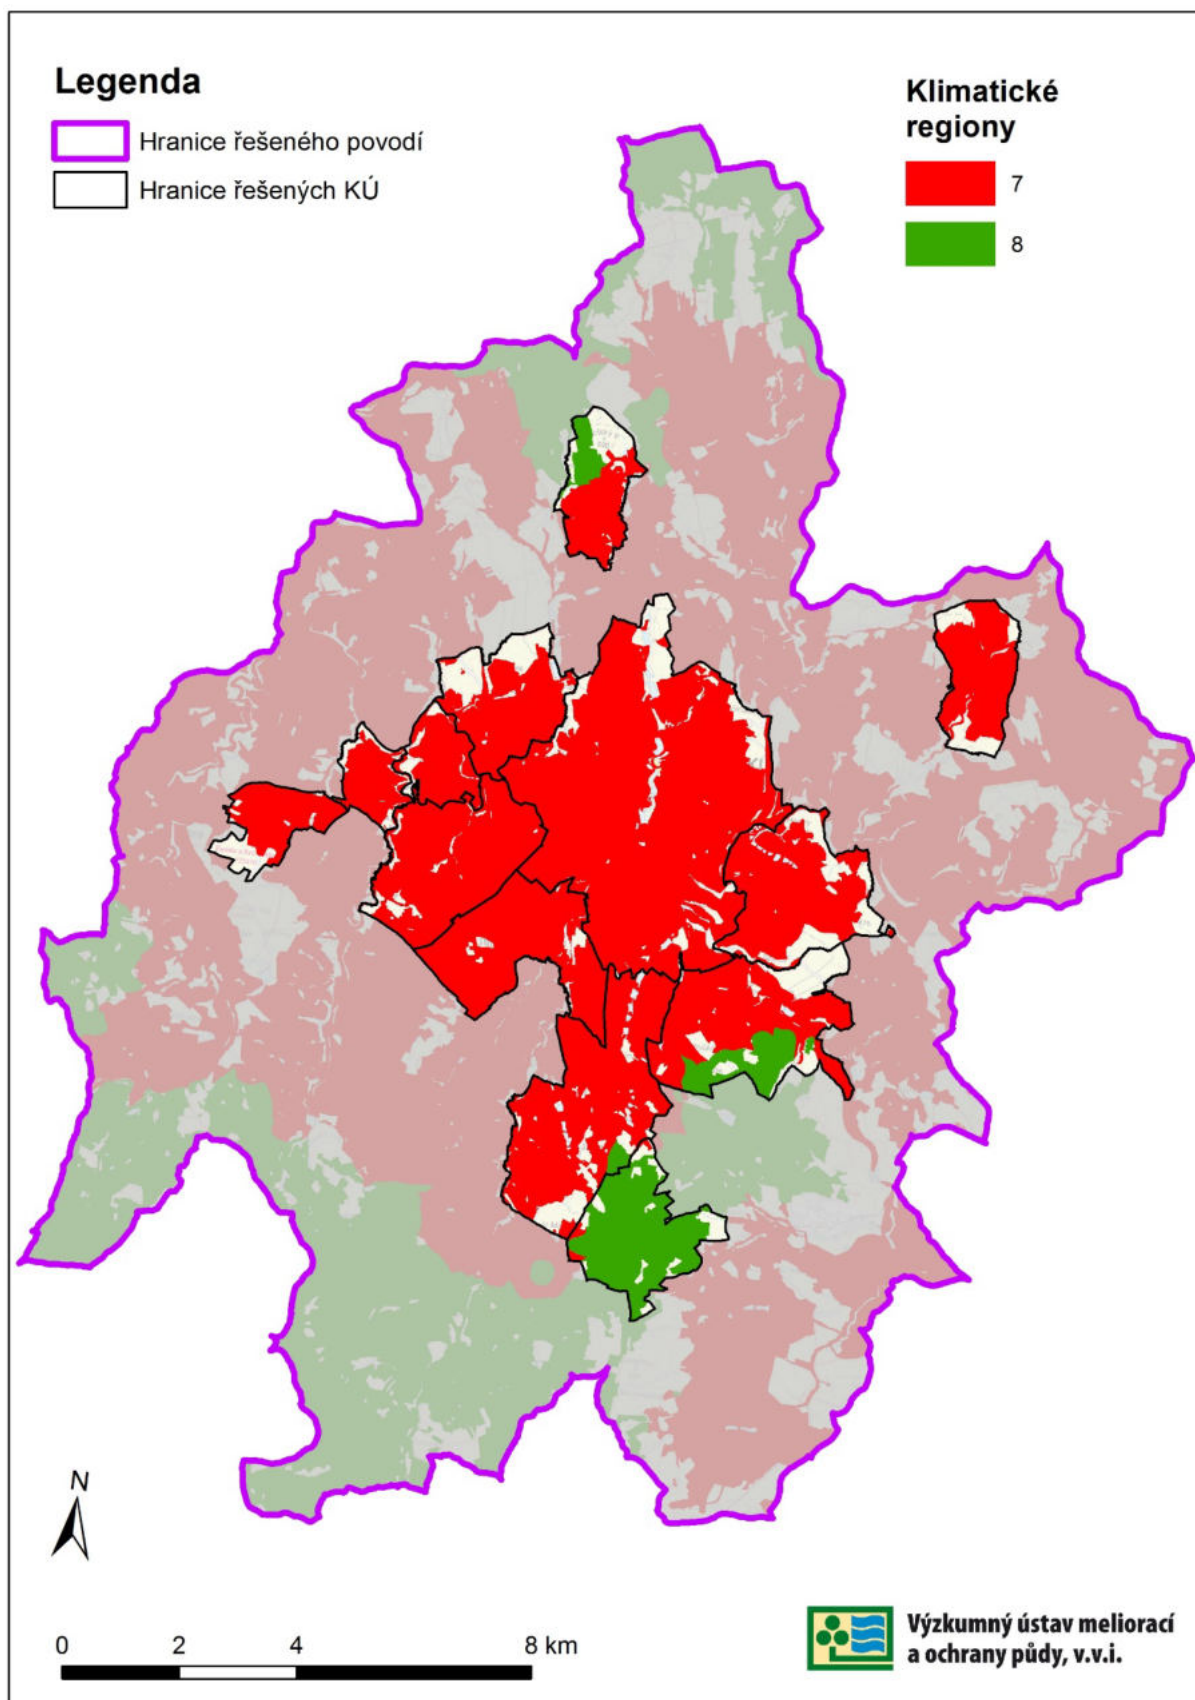 Legenda
Hranice řešeného povodí
Hranice řešených KÚ
Klimatické
regiony
7
8
N
0 2 4 8 km
Výzkumný ústav meliorací
a ochrany půdy, v.v.i.